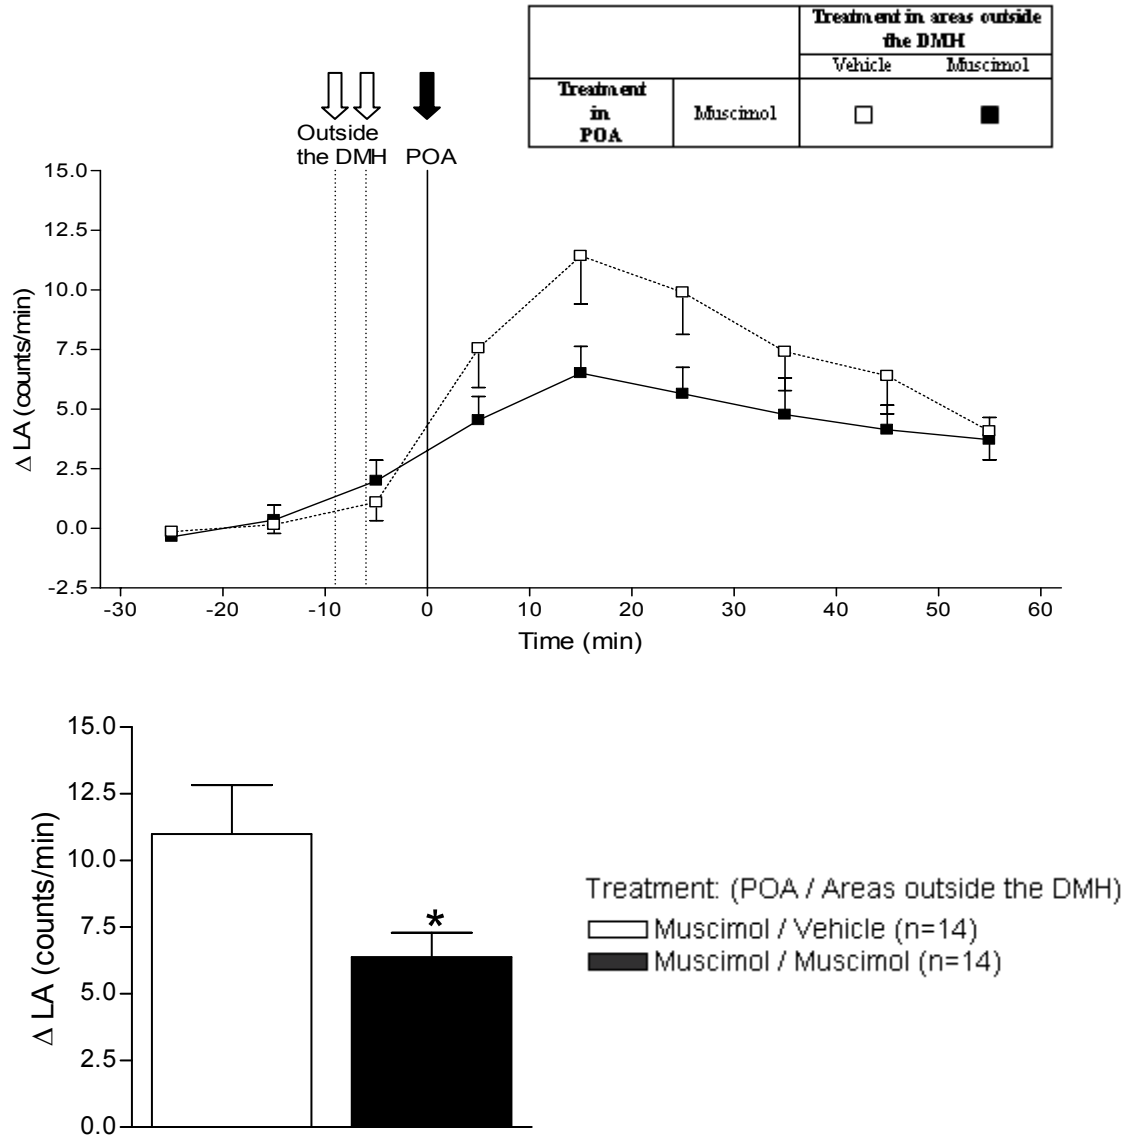 Treatment in areas outside
the DMH
Vehicle Muscimol
Treatment
in
POA
Muscimol
Outside
the DMH POA
15.0
12.5
10.0
7.5
5.0
2.5
0.0
-2.5
Δ LA (counts/min)
-30 -20 -10 0 10 20 30 40 50 60
Time (min)
15.0
12.5
10.0
7.5
5.0
2.5
0.0
Δ LA (counts/min)
*
Treatment: (POA / Areas outside the DMH)
Muscimol / Vehicle (n=14)
Muscimol / Muscimol (n=14)